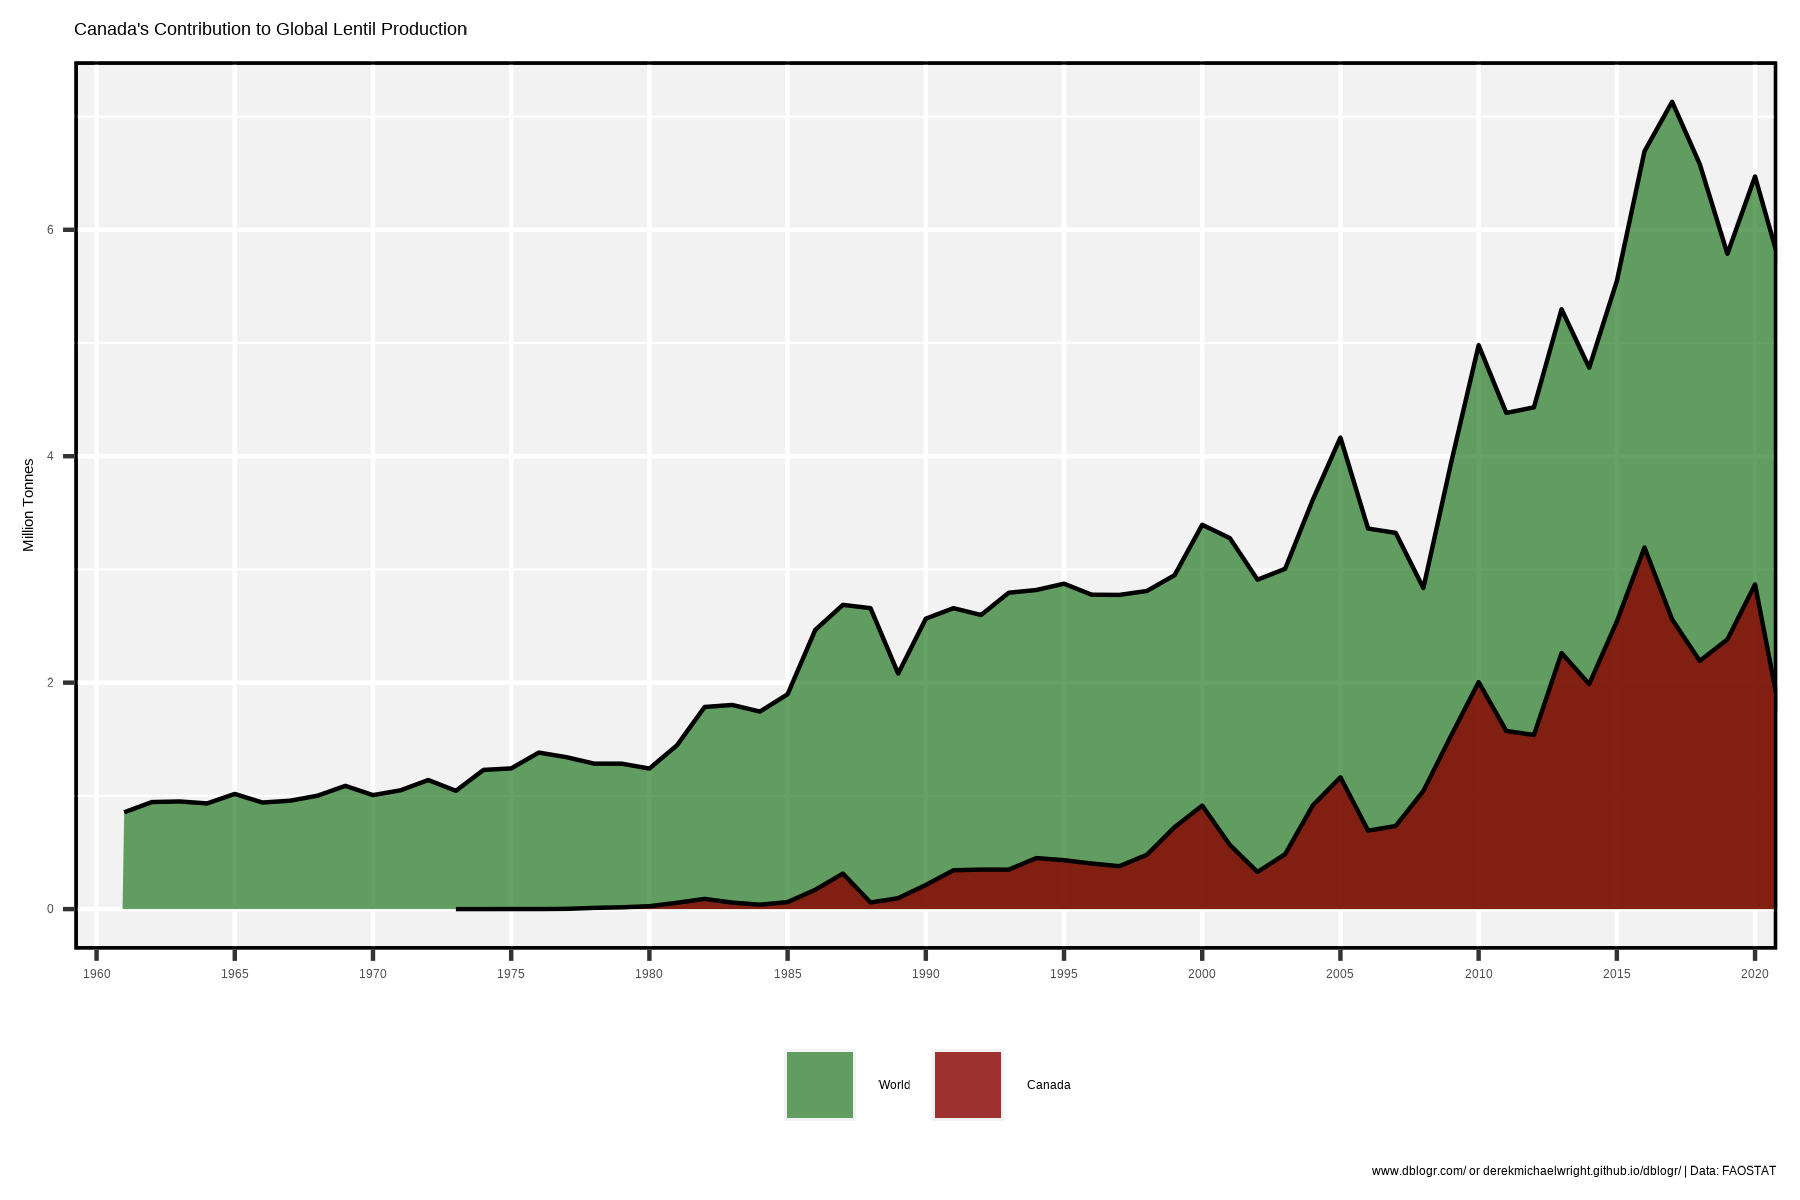 Canada's Contribution to Global Lentil Production
Million Tonnes
6
4
2
0
1960 1965 1970 1975 1980 1985 1990 1995 2000 2005 2010 2015 2020
World Canada
www.dblogr.com/ or derekmichaelwright.github.io/dblogr/ | Data: FAOSTAT